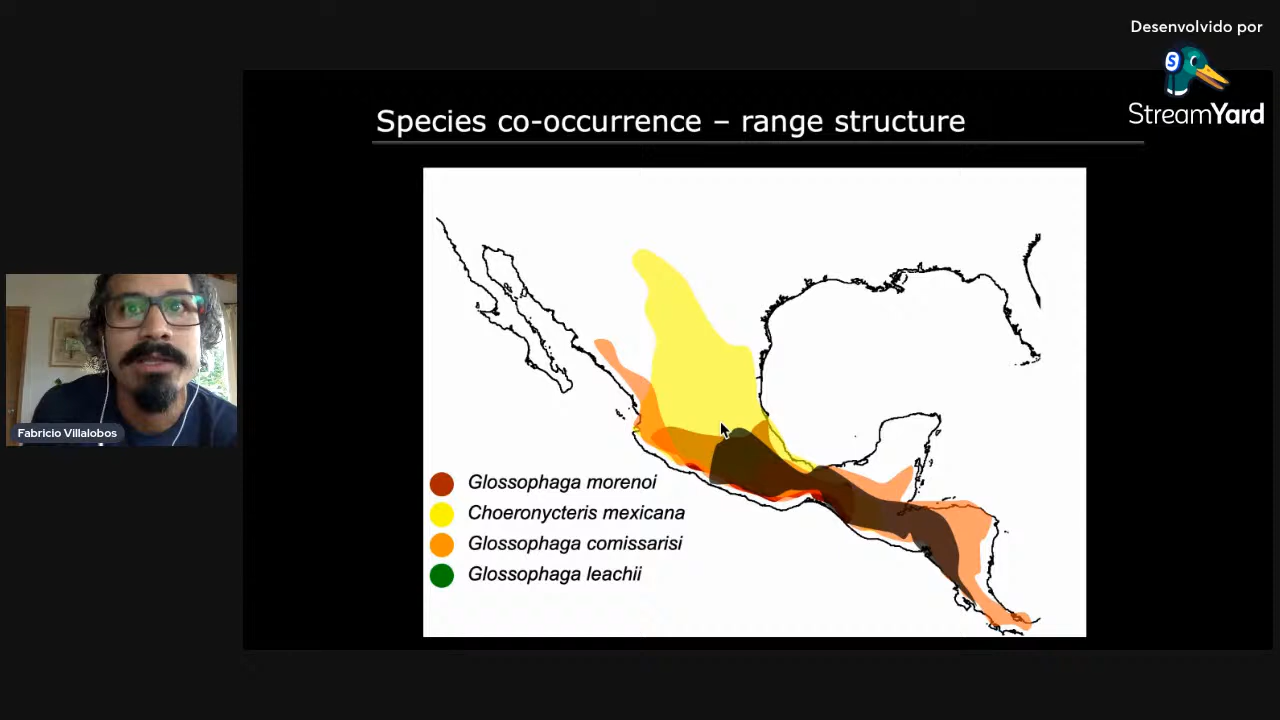 Desenvolvido por
S
StreamYard
Species co-occurrence – range structure
Glossophaga morenoi
Choeronycteris mexicana
Glossophaga comissarisi
Glossophaga leachii
Fabricio Villalobos